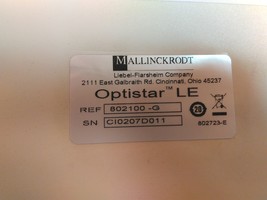 MALLINCKRODT
Liebel-Flarsheim Company
2111 East Galbraith Rd. Cincinnati, Ohio 45237
Optistar™ LE
REF 802100 -G
SN CI0207D011
20
802723-E